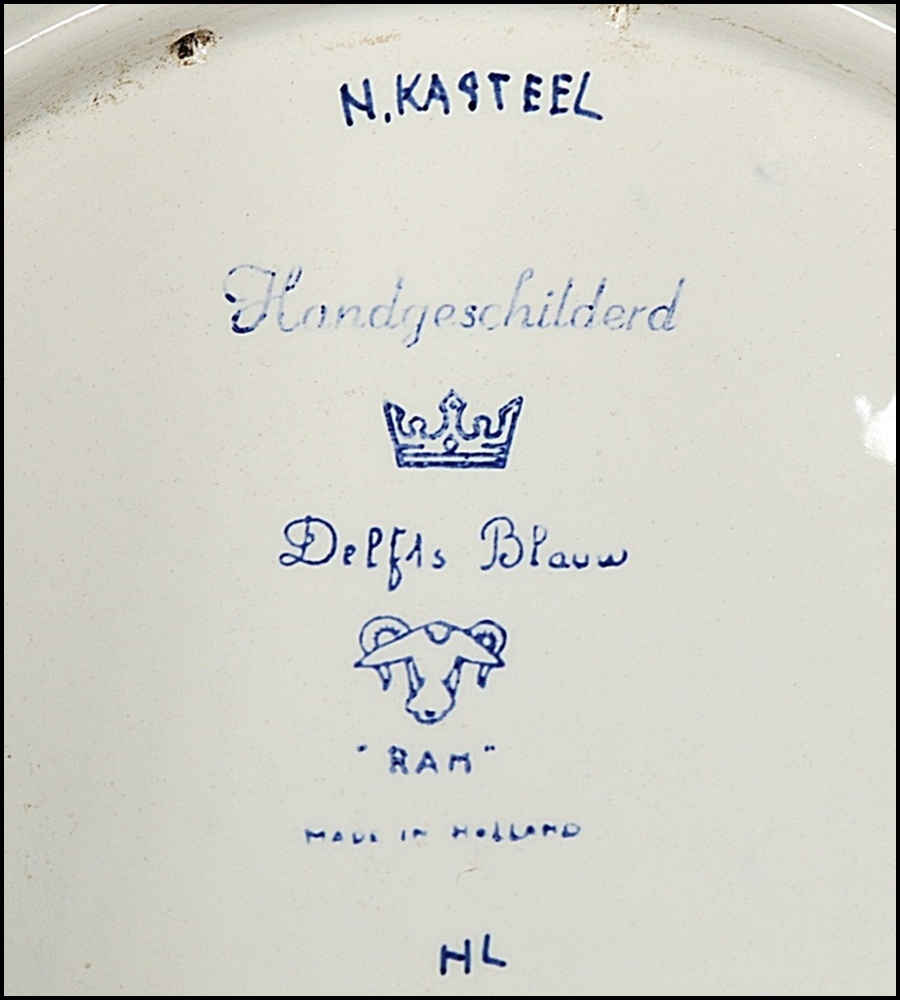 N.KASTEEL
Handgeschilderd
Delfts Blauw
"RAM"
MADE IN HOLLAND
HL